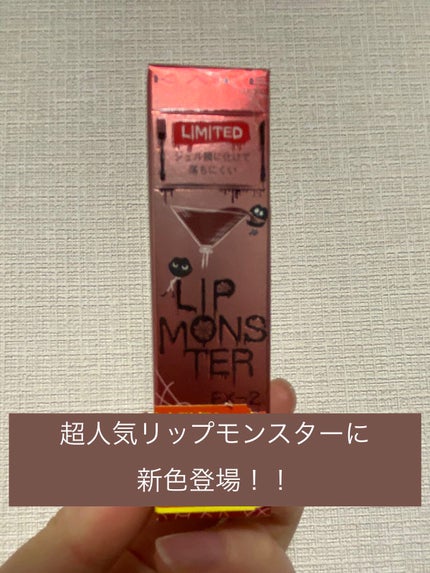 LIMITED
ジェル膜に化けて
落ちにくい
LIP
MONS
TER
EX-2
超人気リップモンスターに
新色登場！！